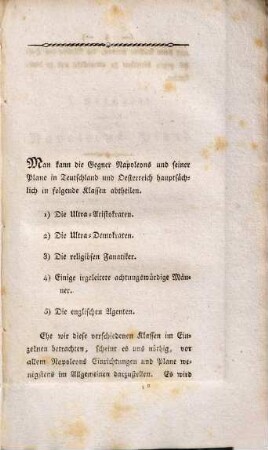 Man kann die Gegner Napoleons und seiner
Plane in Teutschland und Oesterreich hauptsäch-
lich in folgende Klassen abtheilen.
1) Die Ultra-Aristokraten.
2) Die Ultra-Demokraten.
3) Die religiösen Fanatiker.
4) Einige irgeleitete achtungswürdige Män-
ner.
5) Die englischen Agenten.
Ehe wir diese verschiedenen Klassen im Ein-
zelnen betrachten, scheint es uns nöthig, vor
allem Napoleons Einrichtungen und Plane we-
nigstens im Allgemeinen darzustellen. Es wird